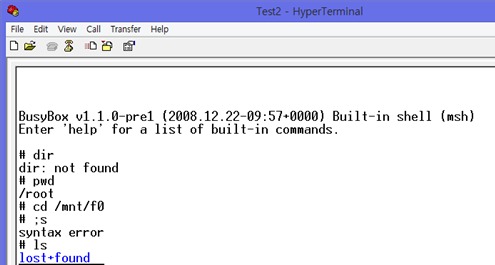 Test2 - HyperTerminal
File Edit View Call Transfer Help
BusyBox v1.1.0-pre1 (2008.12.22-09:57+0000) Built-in shell (msh)
Enter 'help' for a list of built-in commands.
# dir
dir: not found
# pwd
/root
# cd /mnt/f0
# ;s
syntax error
# ls
lost+found